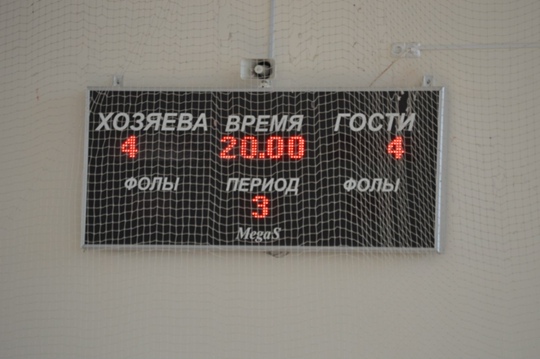 ХОЗЯЕВА ВРЕМЯ ГОСТИ
4 20.00 4
ФОЛЫ ПЕРИОД ФОЛЫ
3
MegaS